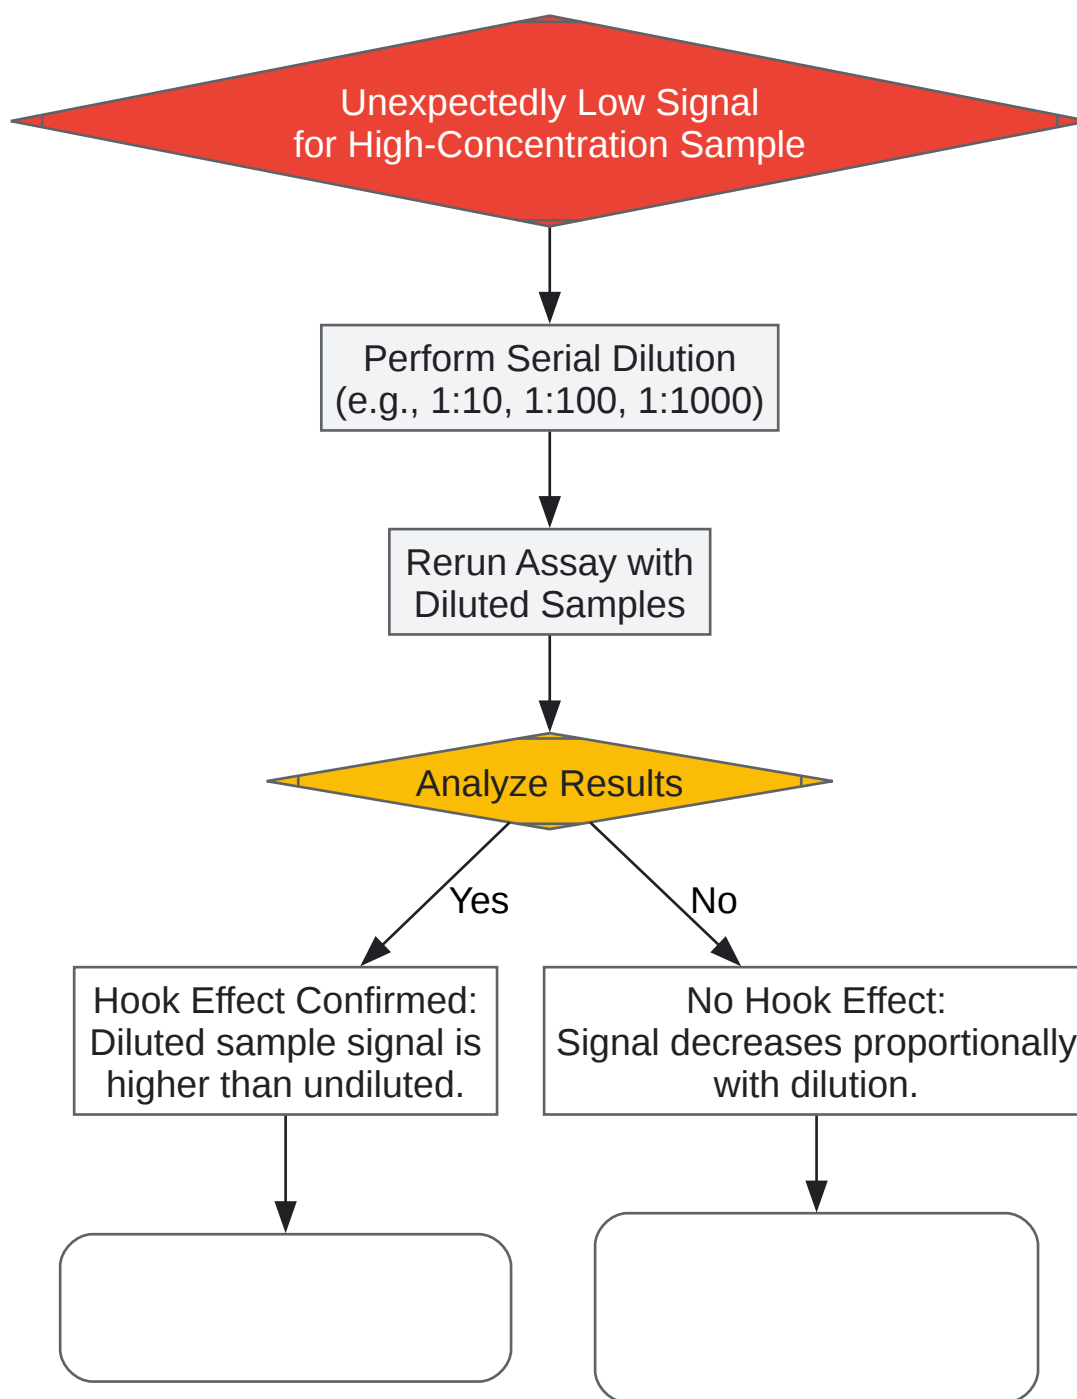 Unexpectedly Low Signal
for High-Concentration Sample
Perform Serial Dilution
(e.g., 1:10, 1:100, 1:1000)
Rerun Assay with
Diluted Samples
Analyze Results
Yes
No
Hook Effect Confirmed:
Diluted sample signal is
higher than undiluted.
No Hook Effect:
Signal decreases proportionally
with dilution.